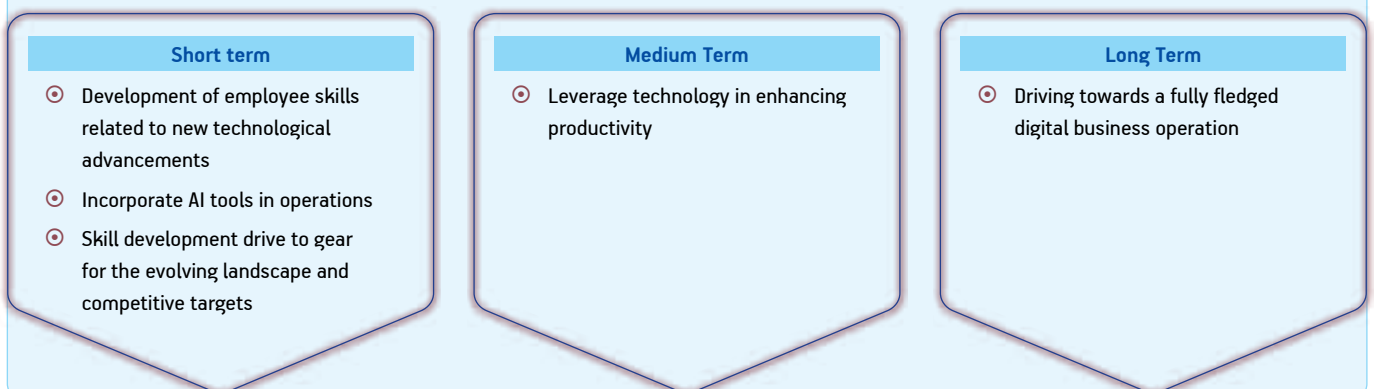 Short term
Development of employee skills
related to new technological
advancements
Incorporate AI tools in operations
Skill development drive to gear
for the evolving landscape and
competitive targets
Medium Term
Leverage technology in enhancing
productivity
Long Term
Driving towards a fully fledged
digital business operation